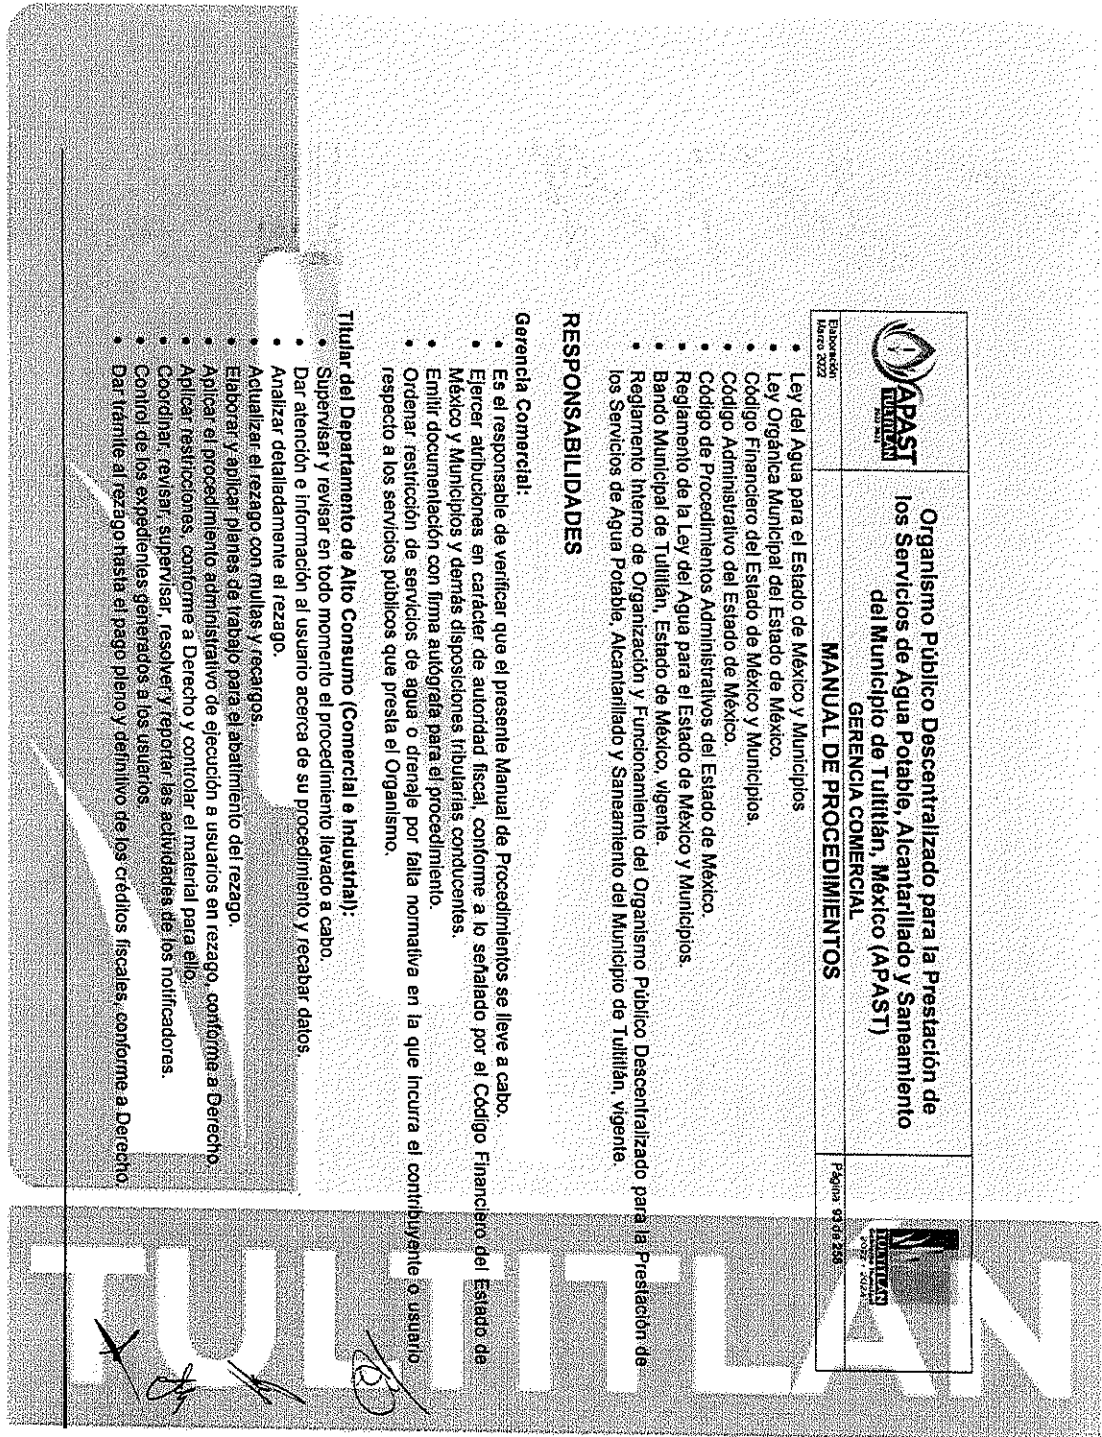 APAST
TULTITLÁN
Organismo Público Descentralizado para la Prestación de
los Servicios de Agua Potable, Alcantarillado y Saneamiento
del Municipio de Tultitlán, México (APAST)
GERENCIA COMERCIAL
TULTITLÁN
Elaboración
Marzo 2022
MANUAL DE PROCEDIMIENTOS
Página 93 de 258
• Ley del Agua para el Estado de México y Municipios
• Ley Orgánica Municipal del Estado de México.
• Código Financiero del Estado de México y Municipios.
• Código Administrativo del Estado de México.
• Código de Procedimientos Administrativos del Estado de México.
• Reglamento de la Ley del Agua para el Estado de México y Municipios.
• Bando Municipal de Tultitlán, Estado de México, vigente.
• Reglamento Interno de Organización y Funcionamiento del Organismo Público Descentralizado para la Prestación de
los Servicios de Agua Potable, Alcantarillado y Saneamiento del Municipio de Tultitlán, vigente.
RESPONSABILIDADES
Gerencia Comercial:
• Es el responsable de verificar que el presente Manual de Procedimientos se lleve a cabo.
• Ejercer atribuciones en carácter de autoridad fiscal, conforme a lo señalado por el Código Financiero del Estado de
México y Municipios y demás disposiciones tributarias conducentes.
• Emitir documentación con firma autógrafa para el procedimiento.
• Ordenar restricción de servicios de agua o drenaje por falta normativa en la que incurra el contribuyente o usuario
respecto a los servicios públicos que presta el Organismo.
Titular del Departamento de Alto Consumo (Comercial e Industrial):
• Supervisar y revisar en todo momento el procedimiento llevado a cabo.
• Dar atención e información al usuario acerca de su procedimiento y recabar datos.
• Analizar detalladamente el rezago.
• Actualizar el rezago con multas y recargos.
• Elaborar y aplicar planes de trabajo para el abatimiento del rezago.
• Aplicar el procedimiento administrativo de ejecución a usuarios en rezago, conforme a Derecho.
• Aplicar restricciones, conforme a Derecho y controlar el material para ello.
• Coordinar, revisar, supervisar, resolver y reportar las actividades de los notificadores.
• Control de los expedientes generados a los usuarios.
• Dar trámite al rezago hasta el pago pleno y definitivo de los créditos fiscales, conforme a Derecho.
TULTITLAN